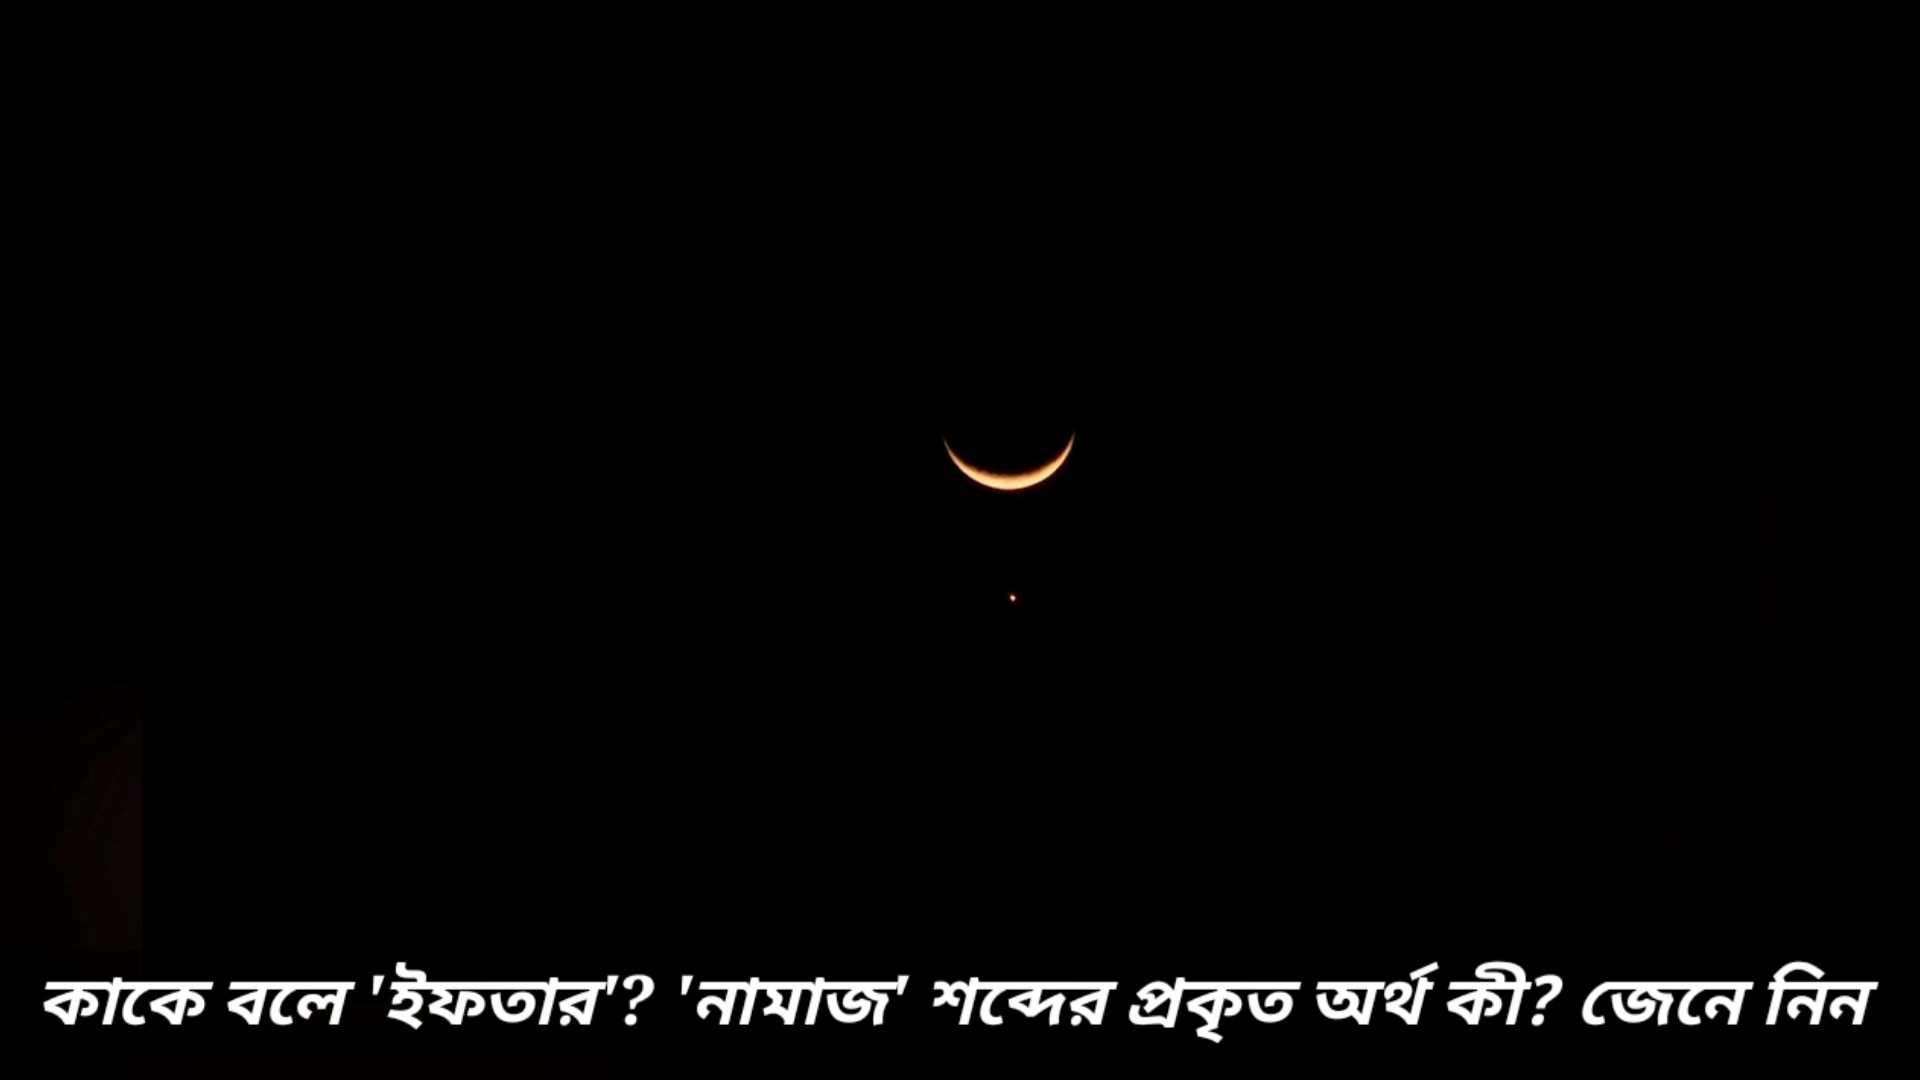 কাকে বলে 'ইফতার'? 'নামাজ' শব্দের প্রকৃত অর্থ কী? জেনে নিন